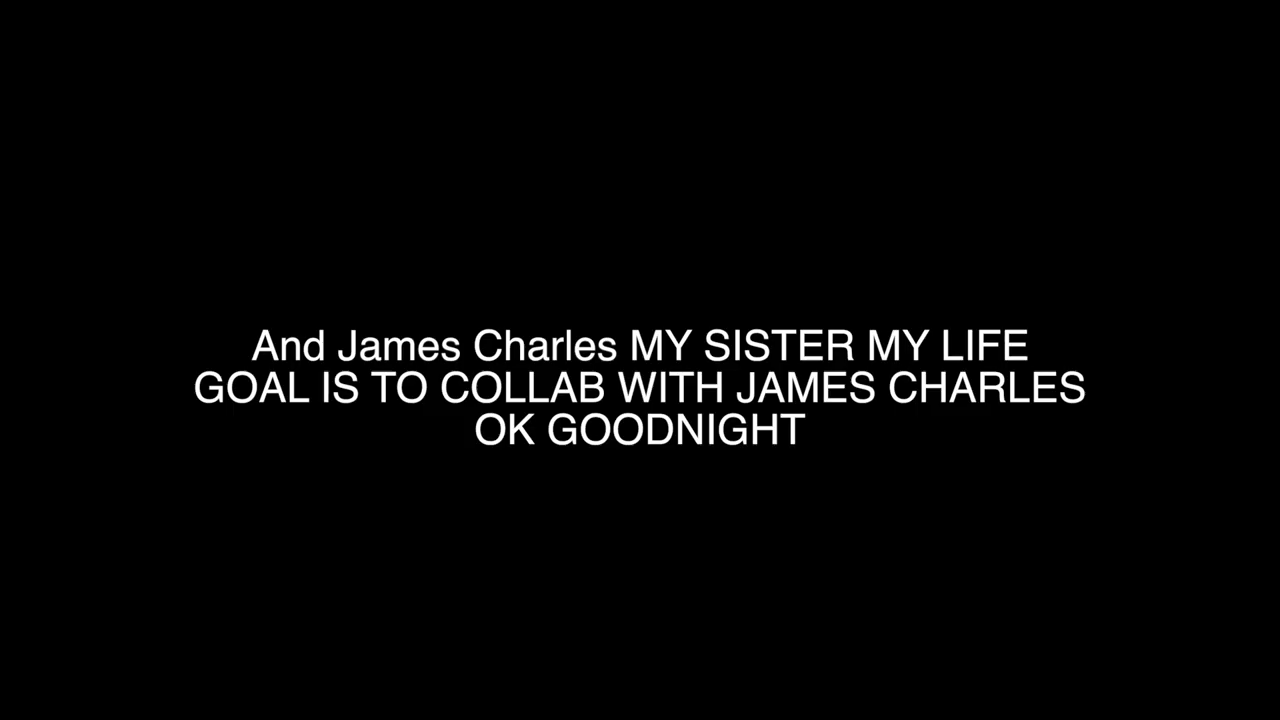 And James Charles MY SISTER MY LIFE
GOAL IS TO COLLAB WITH JAMES CHARLES
OK GOODNIGHT